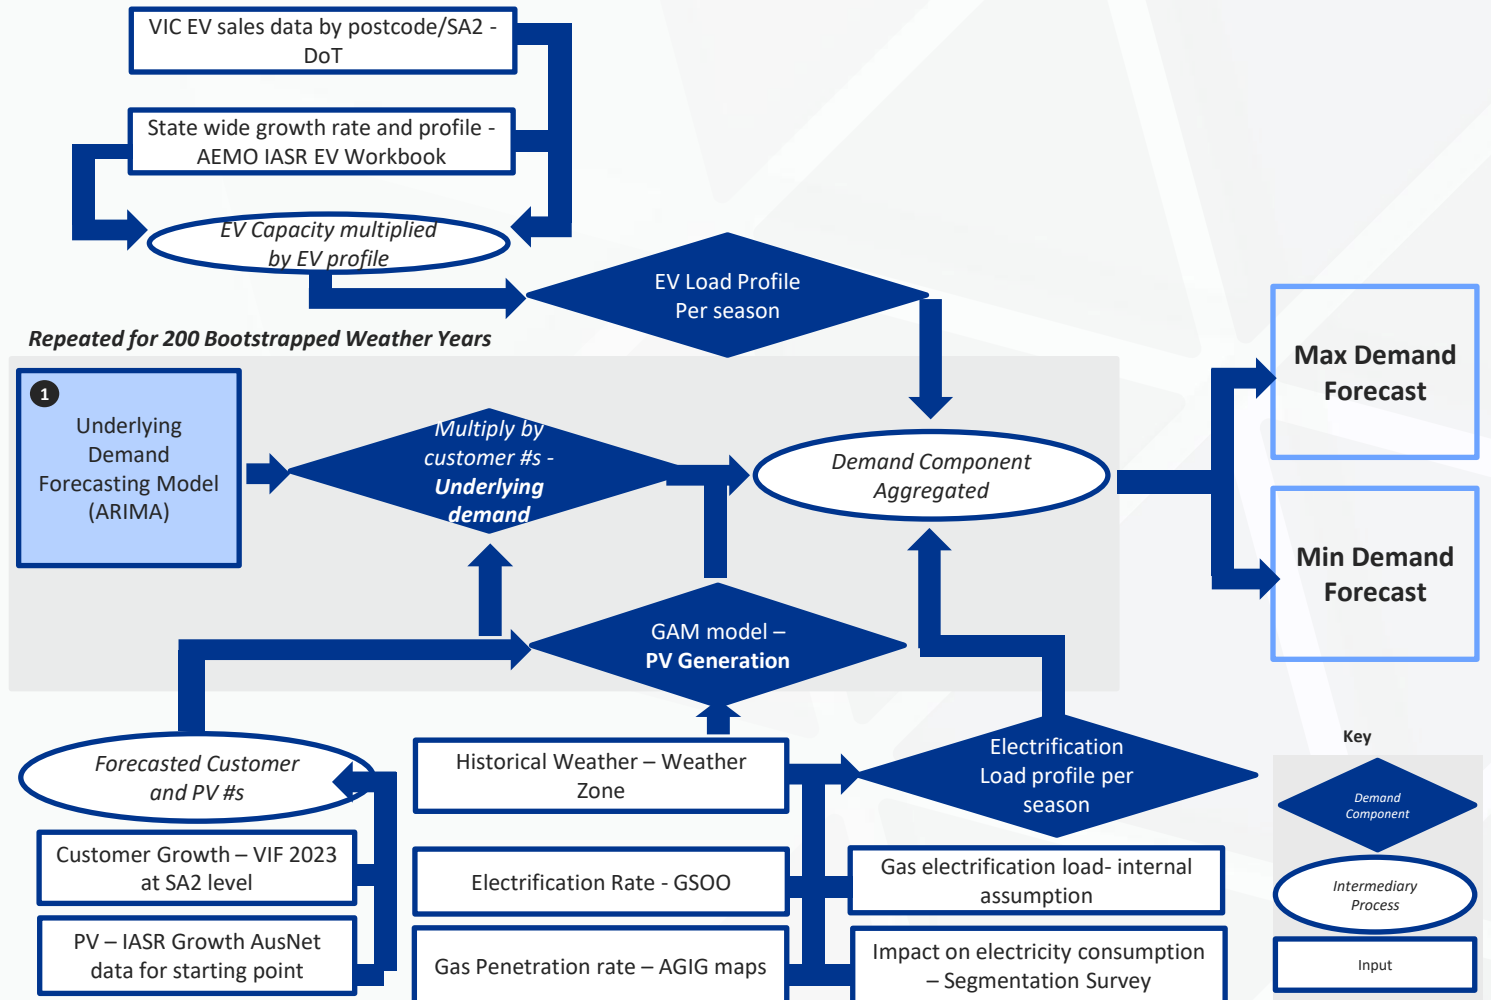 VIC EV sales data by postcode/SA2 -
DoT
State wide growth rate and profile -
AEMO IASR EV Workbook
EV Capacity multiplied
by EV profile
EV Load Profile
Per season
Repeated for 200 Bootstrapped Weather Years
1
Underlying
Demand
Forecasting Model
(ARIMA)
Multiply by
customer #s -
Underlying
demand
Demand Component
Aggregated
Max Demand
Forecast
Min Demand
Forecast
GAM model –
PV Generation
Forecasted Customer
and PV #s
Historical Weather – Weather
Zone
Electrification
Load profile per
season
Customer Growth – VIF 2023
at SA2 level
Electrification Rate - GSOO
Gas electrification load- internal
assumption
PV – IASR Growth AusNet
data for starting point
Gas Penetration rate – AGIG maps
Impact on electricity consumption
– Segmentation Survey
Key
Demand
Component
Intermediary
Process
Input